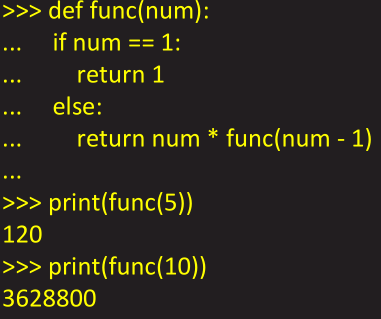 >>> def func(num):
...    if num == 1:
...       return 1
...    else:
...       return num * func(num - 1)
...
>>> print(func(5))
120
>>> print(func(10))
3628800